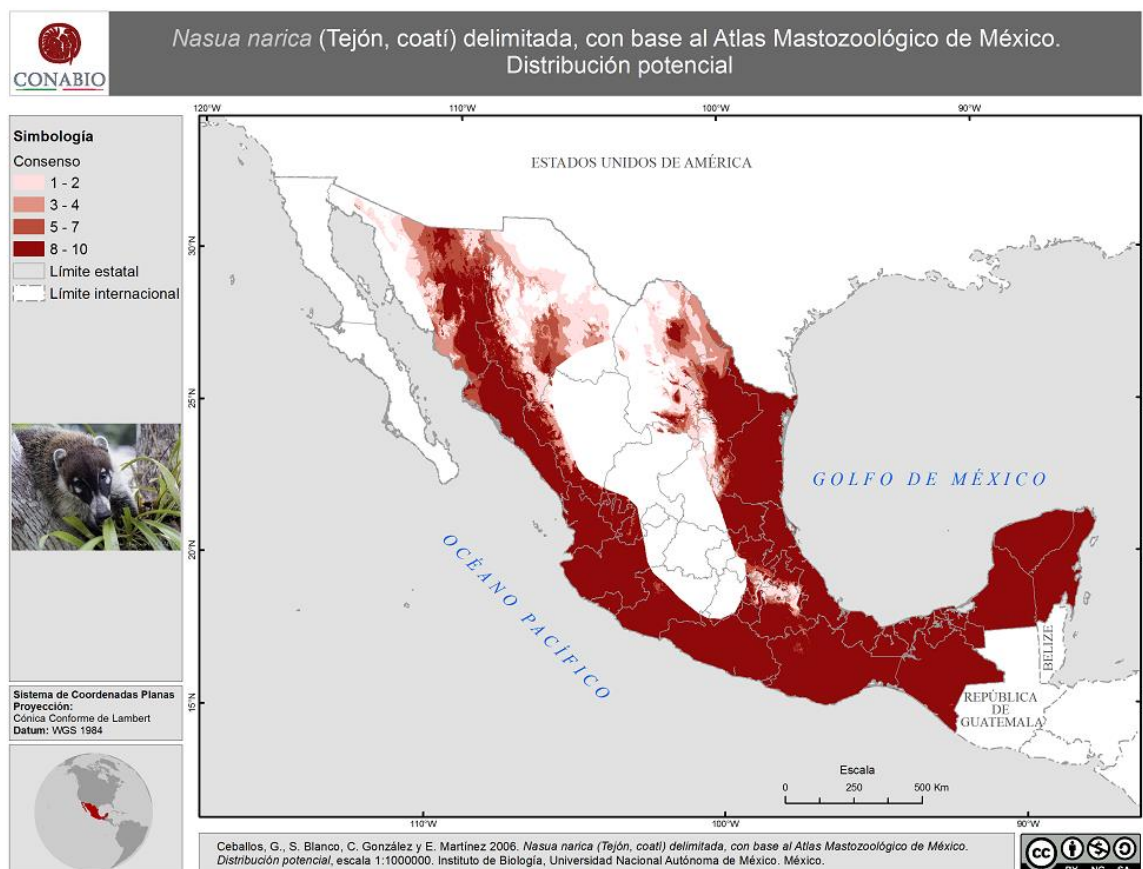 CONABIO
Nasua narica (Tejón, coatí) delimitada, con base al Atlas Mastozoológico de México.
Distribución potencial
Simbología
Consenso
1 - 2
3 - 4
5 - 7
8 - 10
Límite estatal
Límite internacional
120°W
110°W
100°W
90°W
30°N
25°N
20°N
15°N
ESTADOS UNIDOS DE AMÉRICA
GOLFO DE MÉXICO
OCÉANO PACÍFICO
BELIZE
REPÚBLICA
DE
GUATEMALA
Escala
0 250 500 Km
110°W
100°W
90°W
Sistema de Coordenadas Planas
Proyección:
Cónica Conforme de Lambert
Datum: WGS 1984
Ceballos, G., S. Blanco, C. González y E. Martínez 2006. Nasua narica (Tejón, coatí) delimitada, con base al Atlas Mastozoológico de México.
Distribución potencial, escala 1:1000000. Instituto de Biología, Universidad Nacional Autónoma de México. México.
cc
BY NC SA